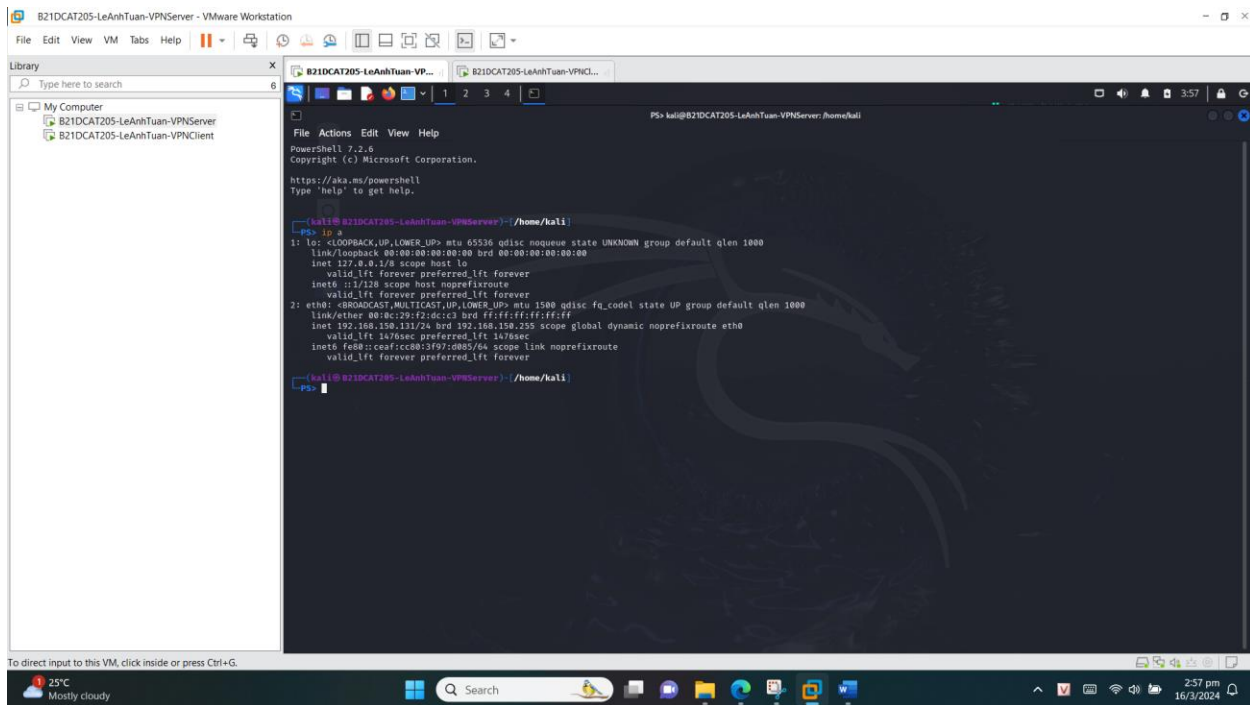 B21DCAT205-LeAnhTuan-VPNServer - VMware Workstation
File Edit View VM Tabs Help
Library
Type here to search
My Computer
B21DCAT205-LeAnhTuan-VPNServer
B21DCAT205-LeAnhTuan-VPNClient
B21DCAT205-LeAnhTuan-VP...
B21DCAT205-LeAnhTuan-VPNCl...
1 2 3 4
3:57
PS> kali@B21DCAT205-LeAnhTuan-VPNServer: /home/kali
File Actions Edit View Help
PowerShell 7.2.6
Copyright (c) Microsoft Corporation.
https://aka.ms/powershell
Type 'help' to get help.
┌──(kali㉿B21DCAT205-LeAnhTuan-VPNServer)-[/home/kali]
└─PS> ip a
1: lo: <LOOPBACK,UP,LOWER_UP> mtu 65536 qdisc noqueue state UNKNOWN group default qlen 1000
link/loopback 00:00:00:00:00:00 brd 00:00:00:00:00:00
inet 127.0.0.1/8 scope host lo
valid_lft forever preferred_lft forever
inet6 ::1/128 scope host noprefixroute
valid_lft forever preferred_lft forever
2: eth0: <BROADCAST,MULTICAST,UP,LOWER_UP> mtu 1500 qdisc fq_codel state UP group default qlen 1000
link/ether 00:0c:29:f2:dc:c3 brd ff:ff:ff:ff:ff:ff
inet 192.168.150.131/24 brd 192.168.150.255 scope global dynamic noprefixroute eth0
valid_lft 1476sec preferred_lft 1476sec
inet6 fe80::ceaf:cc80:3f97:d085/64 scope link noprefixroute
valid_lft forever preferred_lft forever
┌──(kali㉿B21DCAT205-LeAnhTuan-VPNServer)-[/home/kali]
└─PS>
To direct input to this VM, click inside or press Ctrl+G.
1
25°C
Mostly cloudy
Search
V
2:57 pm
16/3/2024